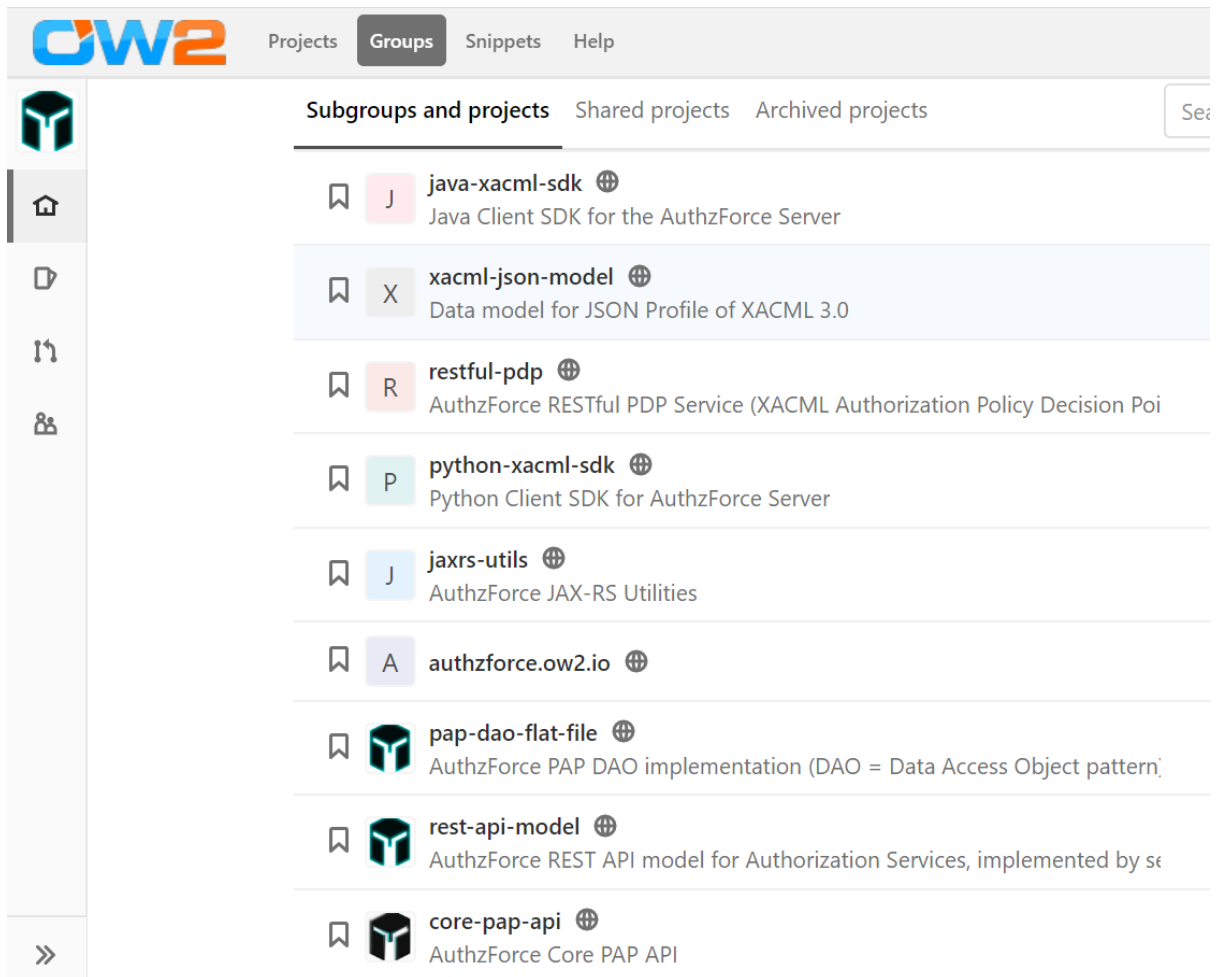 OW2
Projects Groups Snippets Help
Subgroups and projects Shared projects Archived projects
Sea
J java-xacml-sdk
Java Client SDK for the AuthzForce Server
X xacml-json-model
Data model for JSON Profile of XACML 3.0
R restful-pdp
AuthzForce RESTful PDP Service (XACML Authorization Policy Decision Poi
P python-xacml-sdk
Python Client SDK for AuthzForce Server
J jaxrs-utils
AuthzForce JAX-RS Utilities
A authzforce.ow2.io
pap-dao-flat-file
AuthzForce PAP DAO implementation (DAO = Data Access Object pattern)
rest-api-model
AuthzForce REST API model for Authorization Services, implemented by se
core-pap-api
AuthzForce Core PAP API